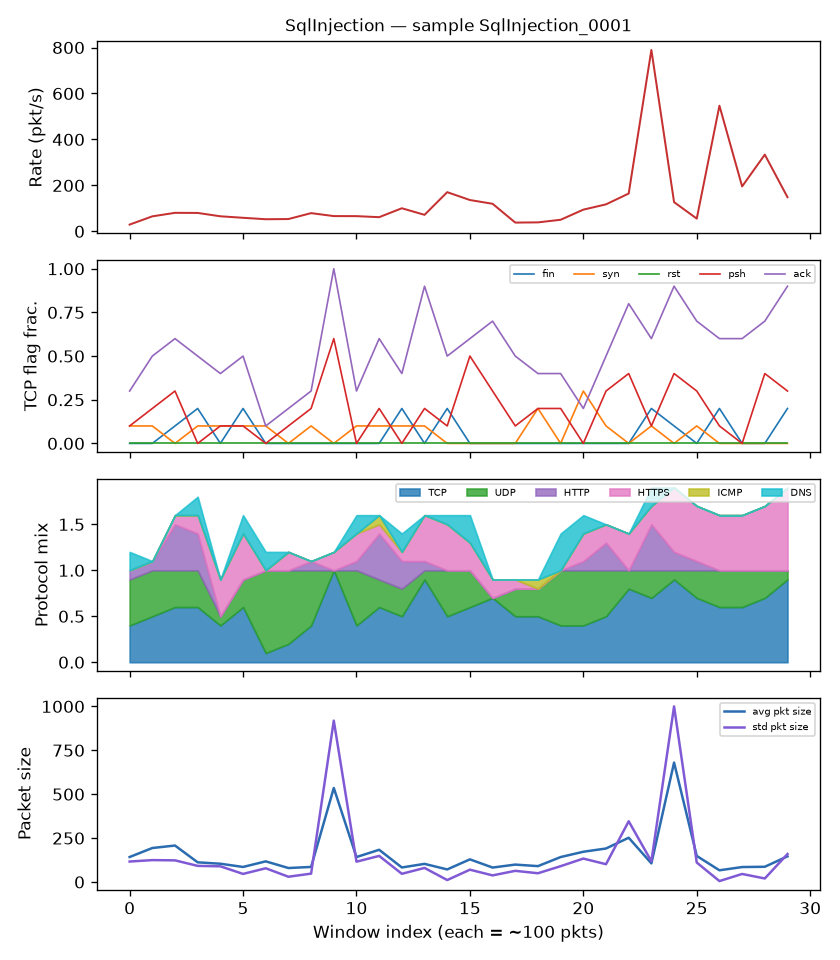 SqlInjection — sample SqlInjection_0001
Rate (pkt/s)
800
600
400
200
0
TCP flag frac.
1.00
0.75
0.50
0.25
0.00
fin syn rst psh ack
Protocol mix
1.5
1.0
0.5
0.0
TCP UDP HTTP HTTPS ICMP DNS
Packet size
1000
750
500
250
0
avg pkt size
std pkt size
0 5 10 15 20 25 30
Window index (each = ~100 pkts)